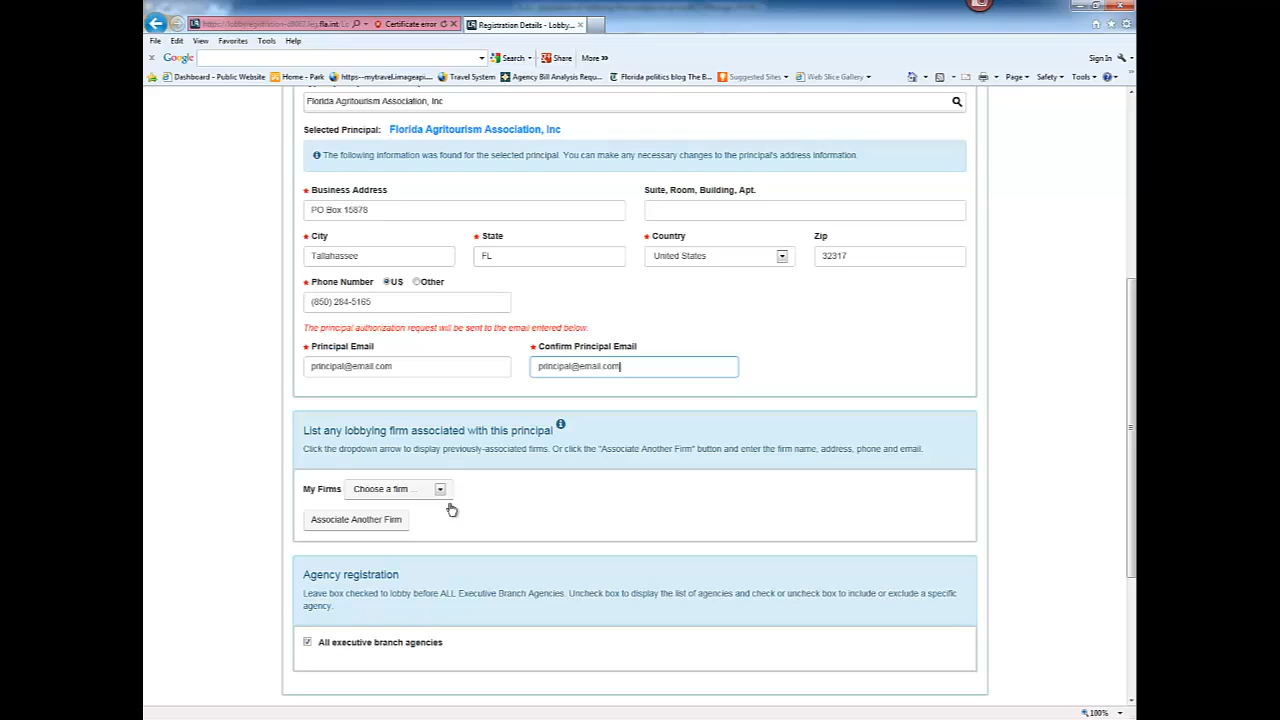 Certificate error
Registration Details - Lobby...
File Edit View Favorites Tools Help
Google Search Share More »
Sign In
Dashboard - Public Website Home - Park https--mytravel.imageapi... Travel System Agency Bill Analysis Requ... Florida politics blog The B... Suggested Sites Web Slice Gallery Page Safety Tools
Florida Agritourism Association, Inc
Selected Principal: Florida Agritourism Association, Inc
The following information was found for the selected principal. You can make any necessary changes to the principal's address information.
* Business Address Suite, Room, Building, Apt.
PO Box 15878
* City * State * Country Zip
Tallahassee FL United States 32317
* Phone Number US Other
(850) 284-5165
The principal authorization request will be sent to the email entered below.
* Principal Email * Confirm Principal Email
principal@email.com principal@email.com
List any lobbying firm associated with this principal
Click the dropdown arrow to display previously-associated firms. Or click the "Associate Another Firm" button and enter the firm name, address, phone and email.
My Firms Choose a firm ...
Associate Another Firm
Agency registration
Leave box checked to lobby before ALL Executive Branch Agencies. Uncheck box to display the list of agencies and check or uncheck box to include or exclude a specific
agency.
All executive branch agencies
100%